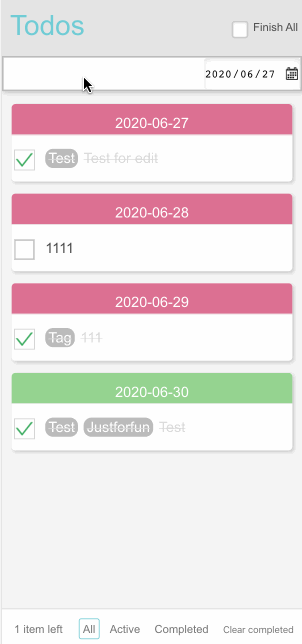 Todos
Finish All
2020/06/27
2020-06-27
Test Test for edit
2020-06-28
1111
2020-06-29
Tag 111
2020-06-30
Test Justforfun Test
1 item left All Active Completed Clear completed